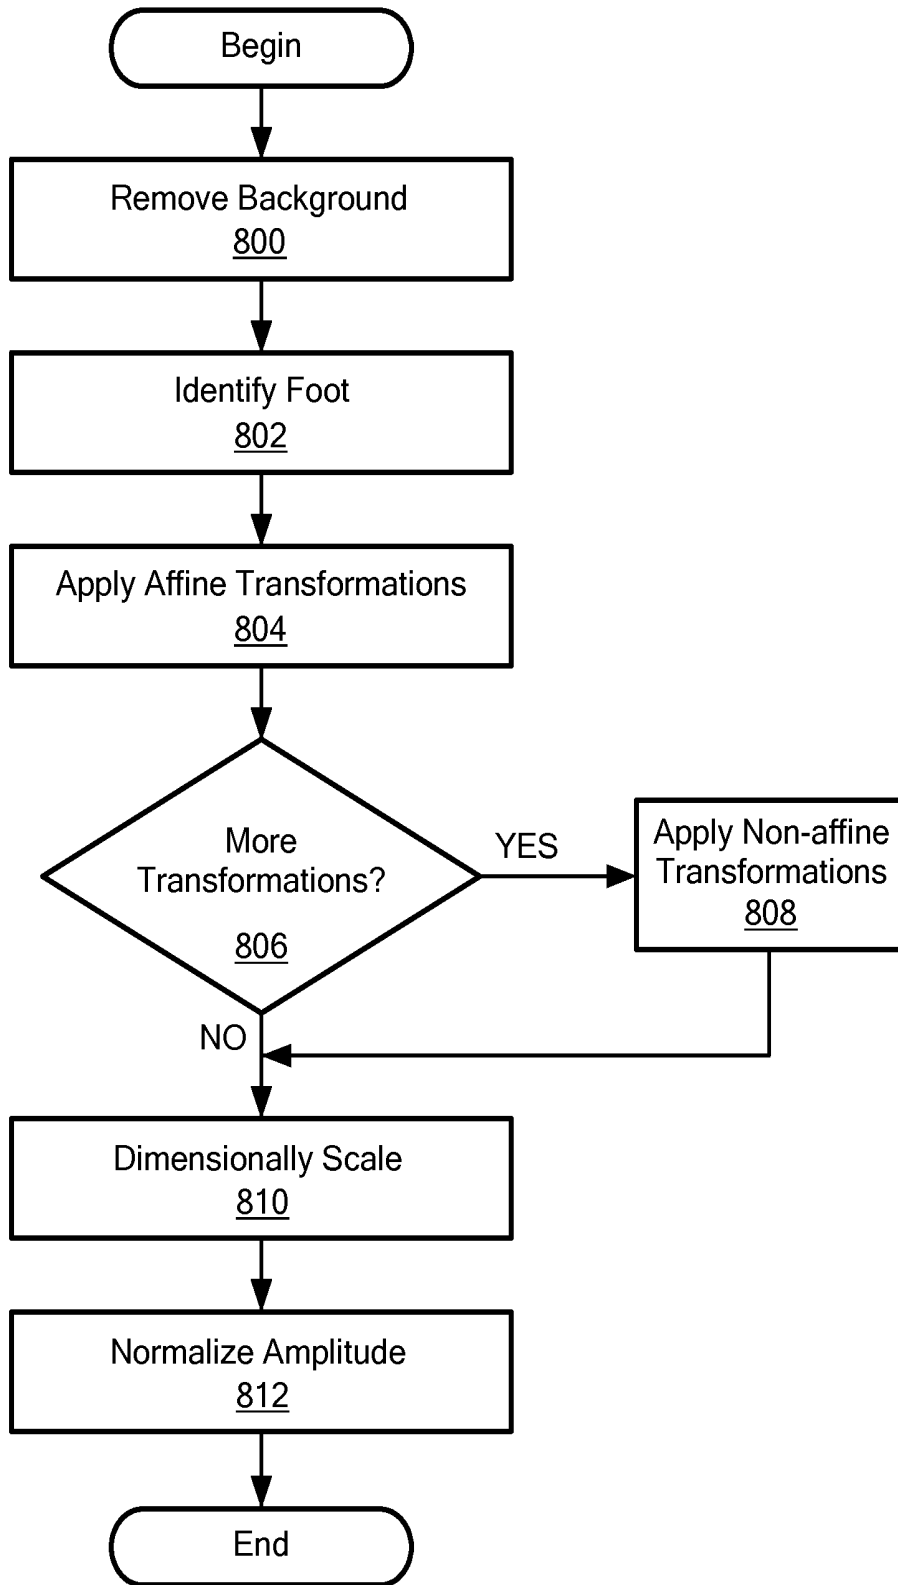 Begin
Remove Background
800
Identify Foot
802
Apply Affine Transformations
804
More
Transformations?
806
YES
Apply Non-affine
Transformations
808
NO
Dimensionally Scale
810
Normalize Amplitude
812
End